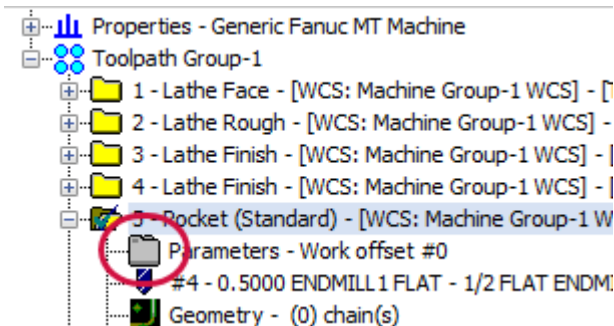 Properties - Generic Fanuc MT Machine
Toolpath Group-1
1 - Lathe Face - [WCS: Machine Group-1 WCS] - [T
2 - Lathe Rough - [WCS: Machine Group-1 WCS] -
3 - Lathe Finish - [WCS: Machine Group-1 WCS] - [
4 - Lathe Finish - [WCS: Machine Group-1 WCS] - [
5 - Pocket (Standard) - [WCS: Machine Group-1 W
Parameters - Work offset #0
#4 - 0.5000 ENDMILL1 FLAT - 1/2 FLAT ENDMI
Geometry - (0) chain(s)